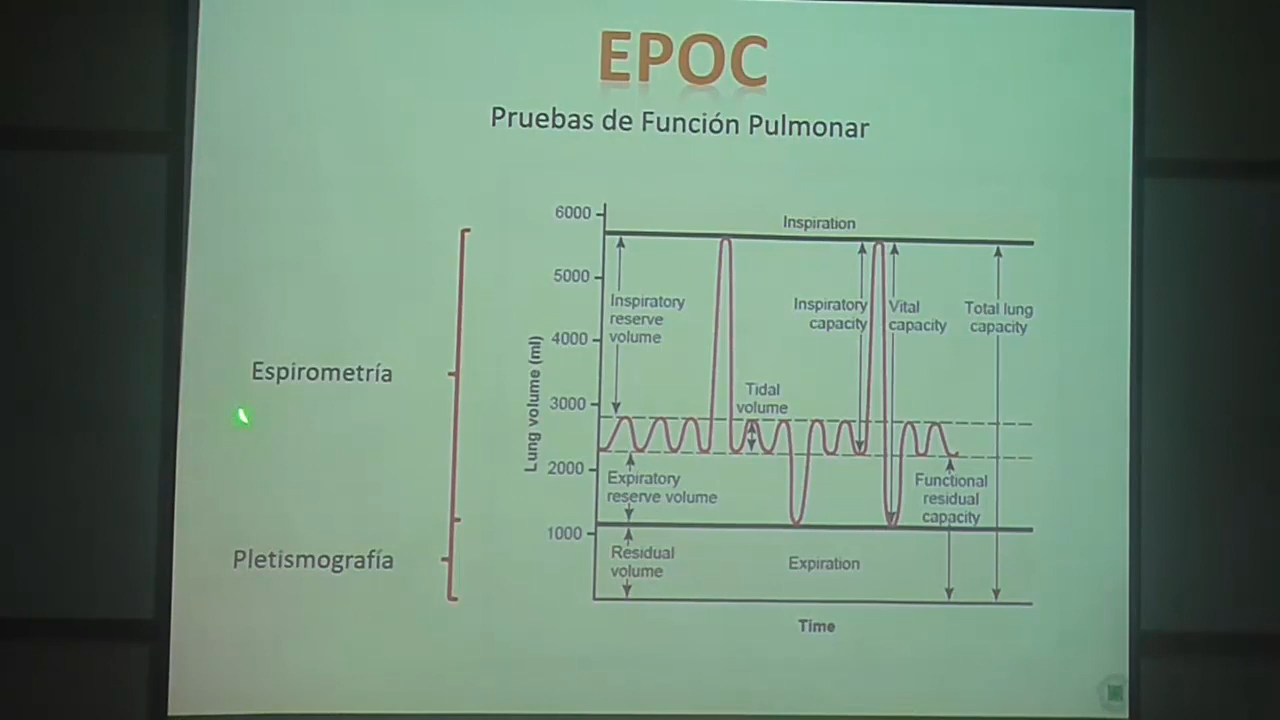 EPOC
Pruebas de Función Pulmonar
Espirometría
Pletismografía
Lung volume (ml)
6000
5000
4000
3000
2000
1000
Inspiration
Inspiratory
reserve
volume
Inspiratory
capacity
Vital
capacity
Total lung
capacity
Tidal
volume
Expiratory
reserve volume
Functional
residual
capacity
Residual
volume
Expiration
Time